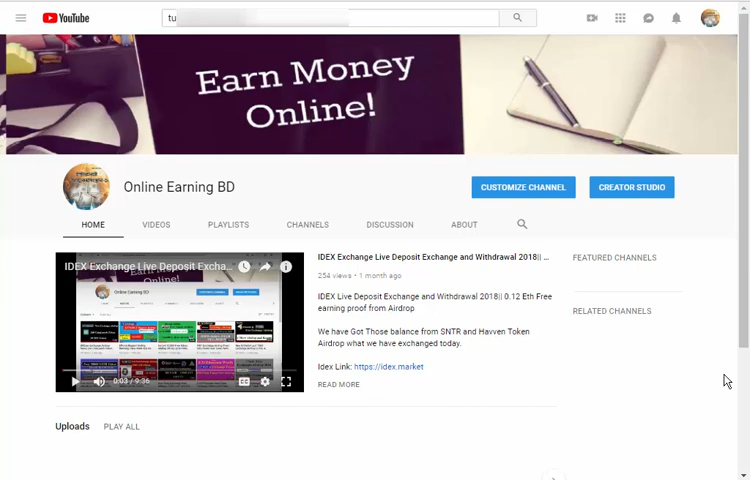 YouTube
tu
Earn Money
Online!
Online Earning BD
CUSTOMIZE CHANNEL
CREATOR STUDIO
HOME
VIDEOS
PLAYLISTS
CHANNELS
DISCUSSION
ABOUT
IDEX Exchange Live Deposit Excha...
Online Earning BD
0:03 / 9:36
IDEX Exchange Live Deposit Exchange and Withdrawal 2018|| ...
254 views • 1 month ago
IDEX Live Deposit Exchange and Withdrawal 2018|| 0.12 Eth Free
earning proof from Airdrop
We have Got Those balance from SNTR and Havven Token
Airdrop what we have exchanged today.
Idex Link: https://idex.market
READ MORE
FEATURED CHANNELS
RELATED CHANNELS
Uploads
PLAY ALL